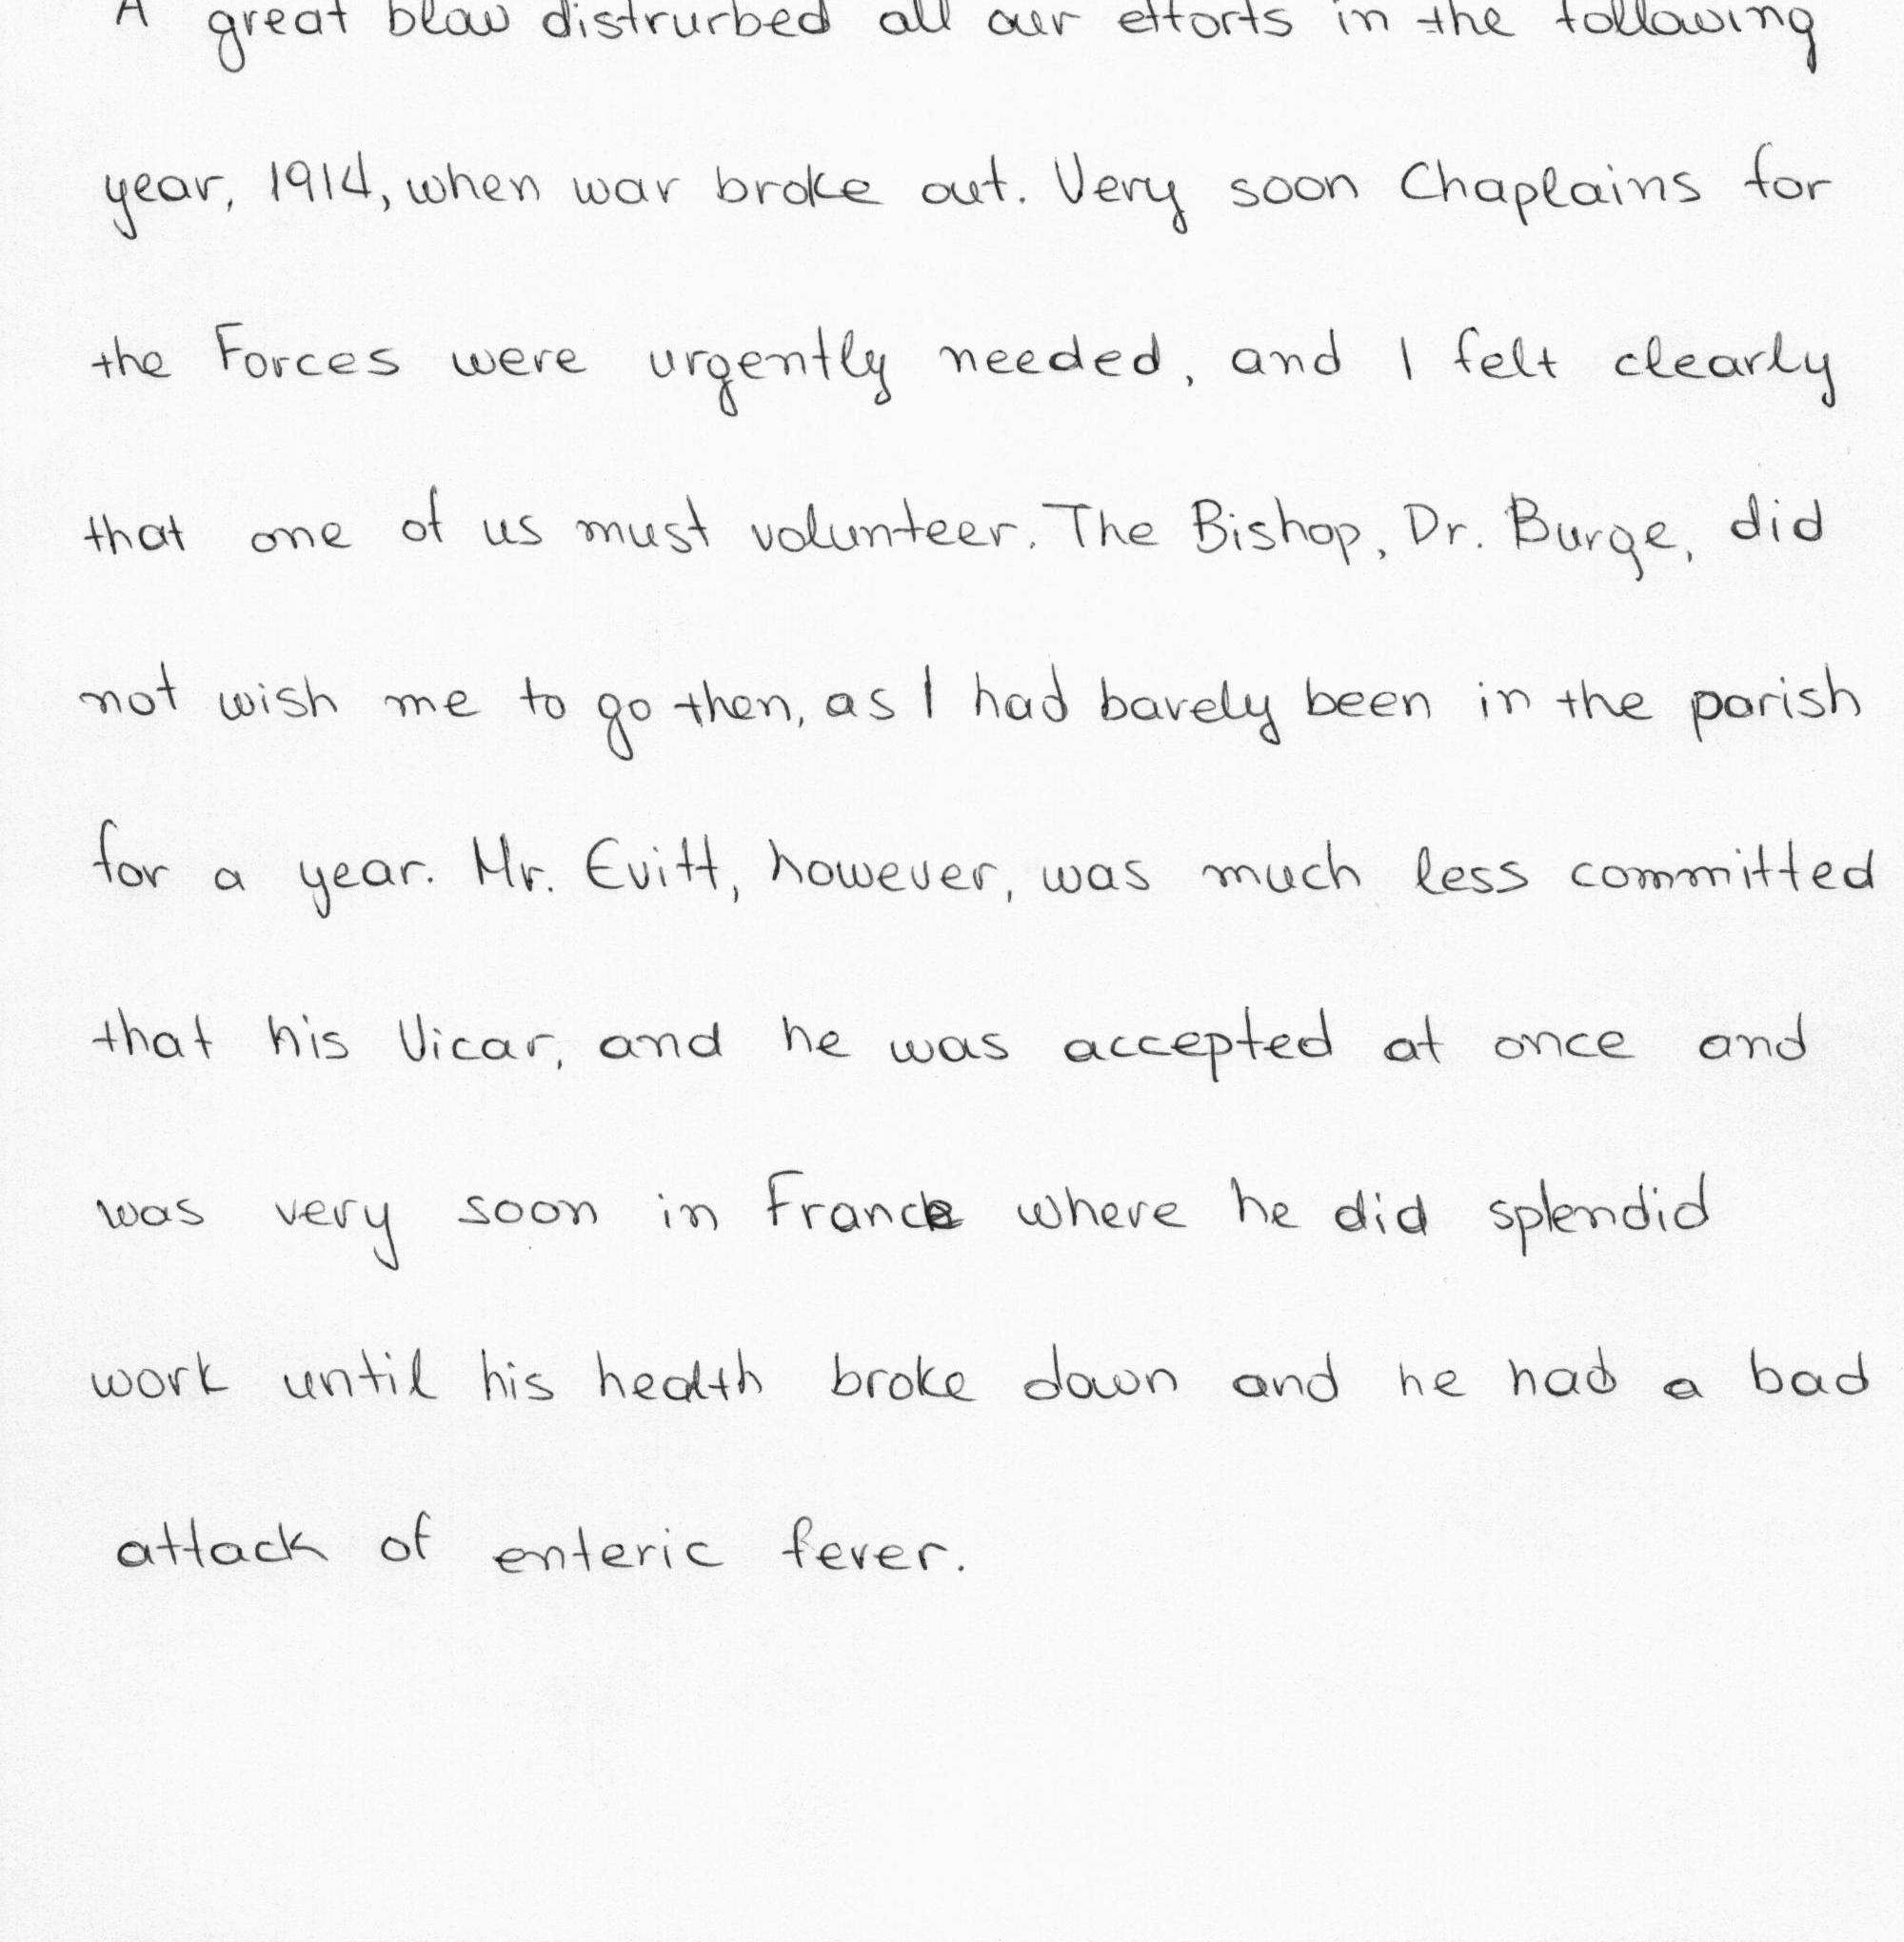 A great blow distrurbed all our efforts in the following
year, 1914, when war broke out. Very soon Chaplains for
the Forces were urgently needed, and I felt clearly
that one of us must volunteer. The Bishop, Dr. Burge, did
not wish me to go then, as I had barely been in the parish
for a year. Mr. Evitt, however, was much less committed
that his Vicar, and he was accepted at once and
was very soon in France where he did splendid
work until his health broke down and he had a bad
attack of enteric fever.